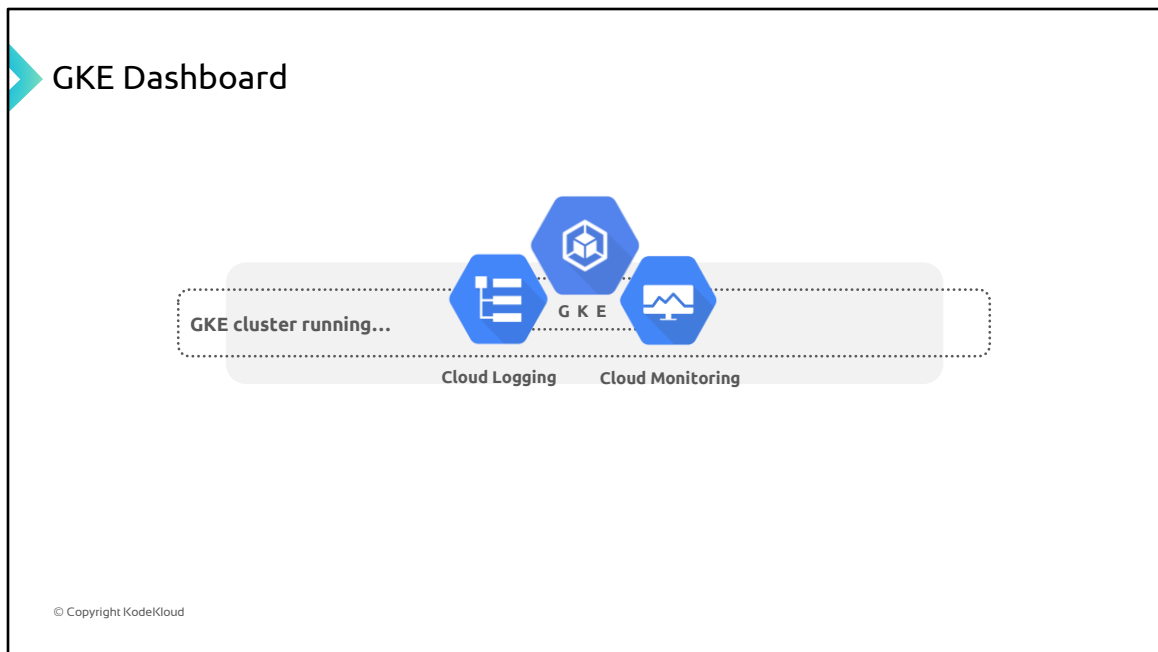 GKE Dashboard
G K E
GKE cluster running...
Cloud Logging
Cloud Monitoring
© Copyright KodeKloud